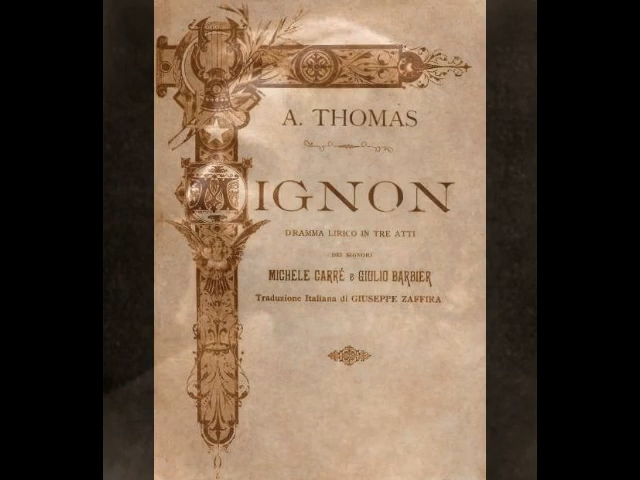 A. THOMAS
MIGNON
DRAMMA LIRICO IN TRE ATTI
DEI SIGNORI
MICHELE CARRÉ e GIULIO BARBIER
Traduzione Italiana di GIUSEPPE ZAFFIRA